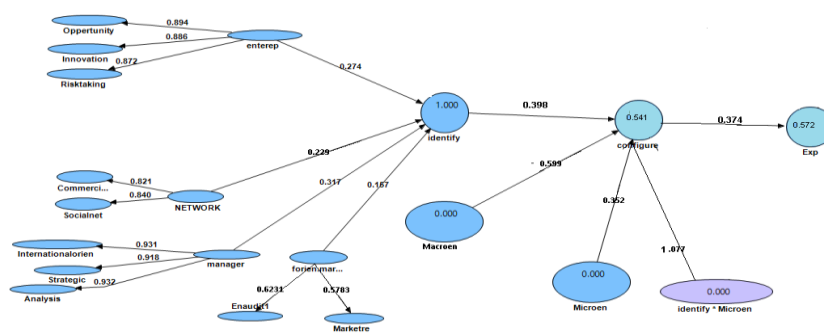 Oppertunity
0.894
0.886
Innovation
enterep
0.872
Risktaking
0.274
1.000
identify
0.398
0.541
configure
0.374
0.572
Exp
0.229
0.821
Commerci...
0.840
Socialnet
NETWORK
0.317
0.157
0.599
0.000
Macroen
0.352
1.077
Internationalorien
0.931
0.918
manager
Strategic
0.932
Analysis
forien.mar...
0.6231
0.5783
Enaudit1
Marketre
0.000
Microen
0.000
identify * Microen